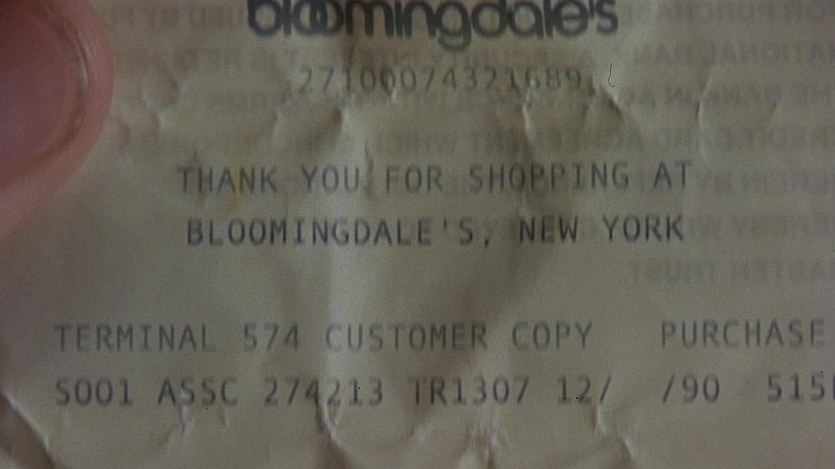 bloomingdale's
27100074321689
THANK YOU FOR SHOPPING AT
BLOOMINGDALE'S, NEW YORK
TERMINAL 574 CUSTOMER COPY PURCHASE
S001 ASSC 274213 TR1307 12/ /90 515